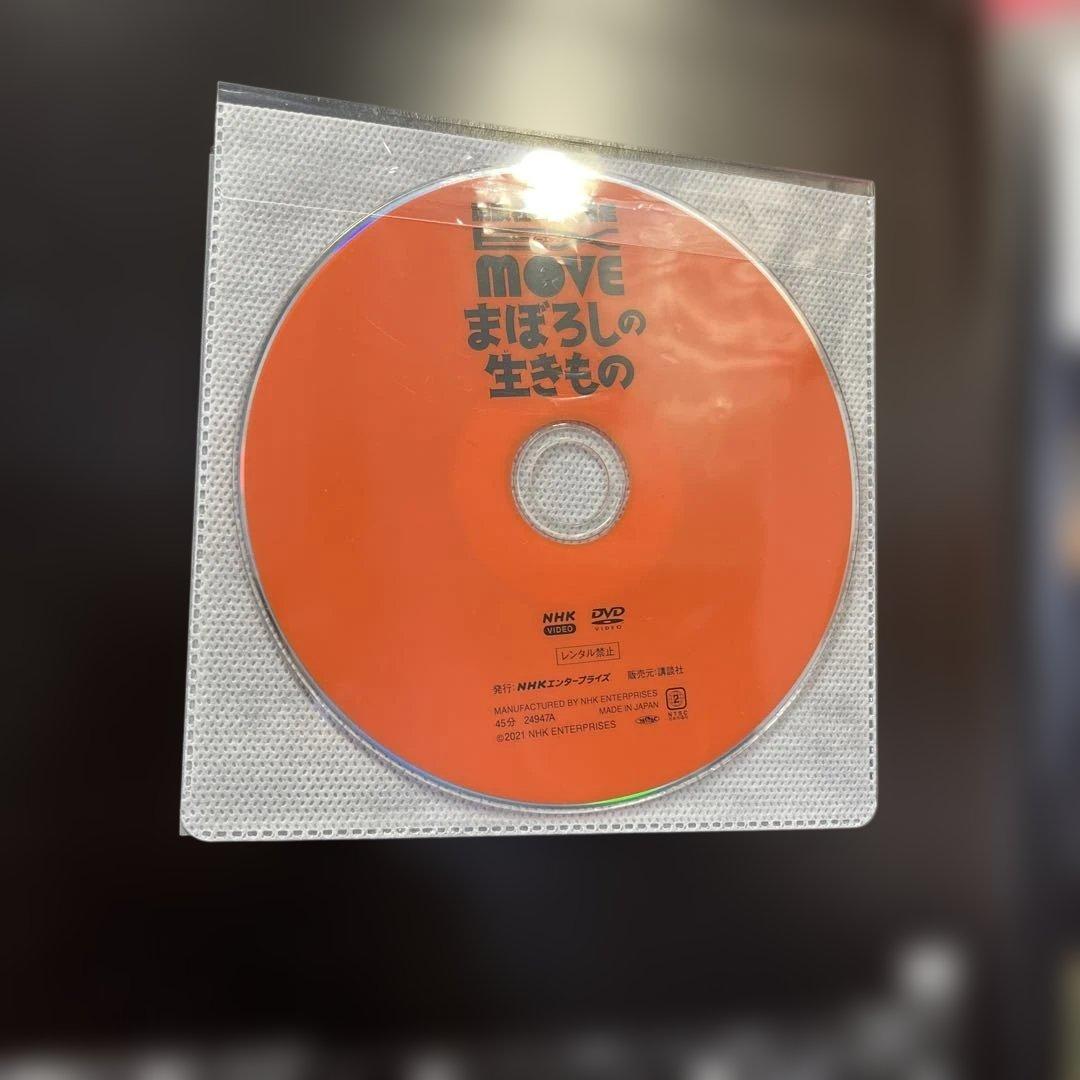 MOVE
まぼろしの
生きもの
NHK DVD
VIDEO VIDEO
レンタル禁止
発行:NHKエンタープライズ 販売元:講談社
MANUFACTURED BY NHK ENTERPRISES 2
45分 24947A MADE IN JAPAN NTSC
©2021 NHK ENTERPRISES